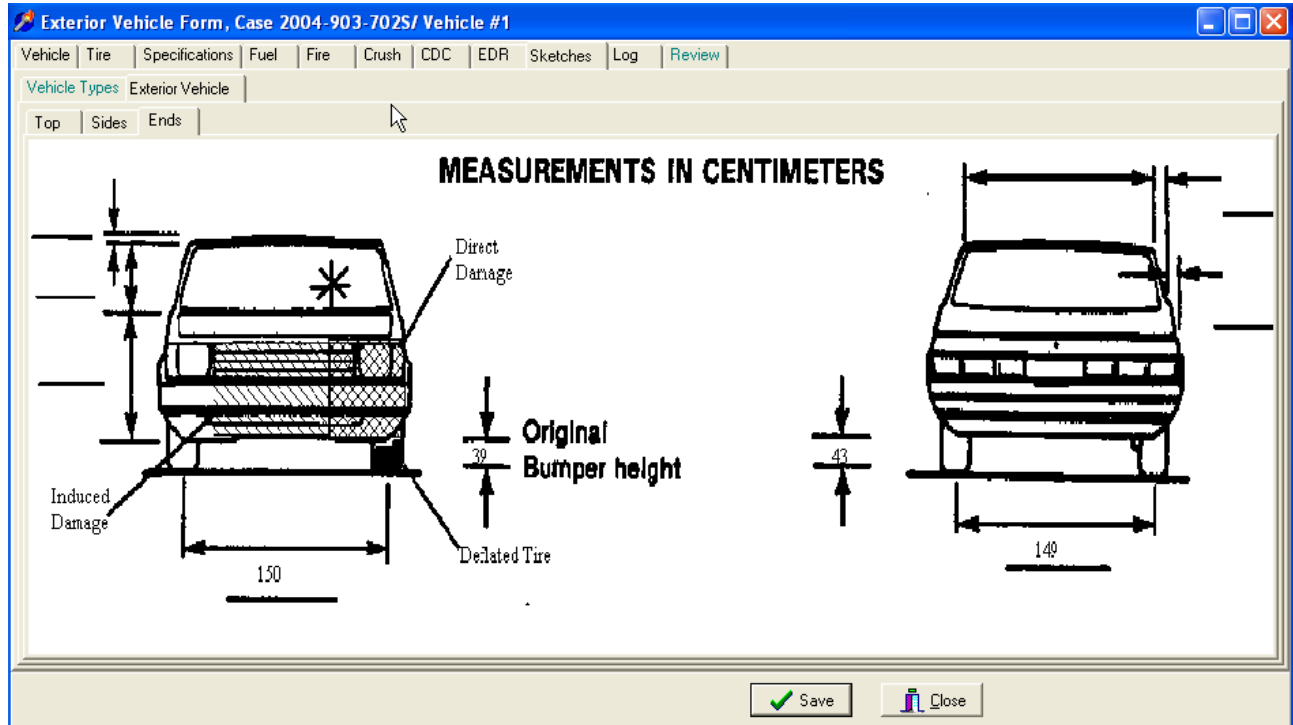 Exterior Vehicle Form, Case 2004-903-702S/ Vehicle #1
Vehicle Tire Specifications Fuel Fire Crush CDC EDR Sketches Log Review
Vehicle Types Exterior Vehicle
Top Sides Ends
MEASUREMENTS IN CENTIMETERS
Direct
Damage
Original
Bumper height
39
43
Induced
Damage
Deflated Tire
150
149
Save Close